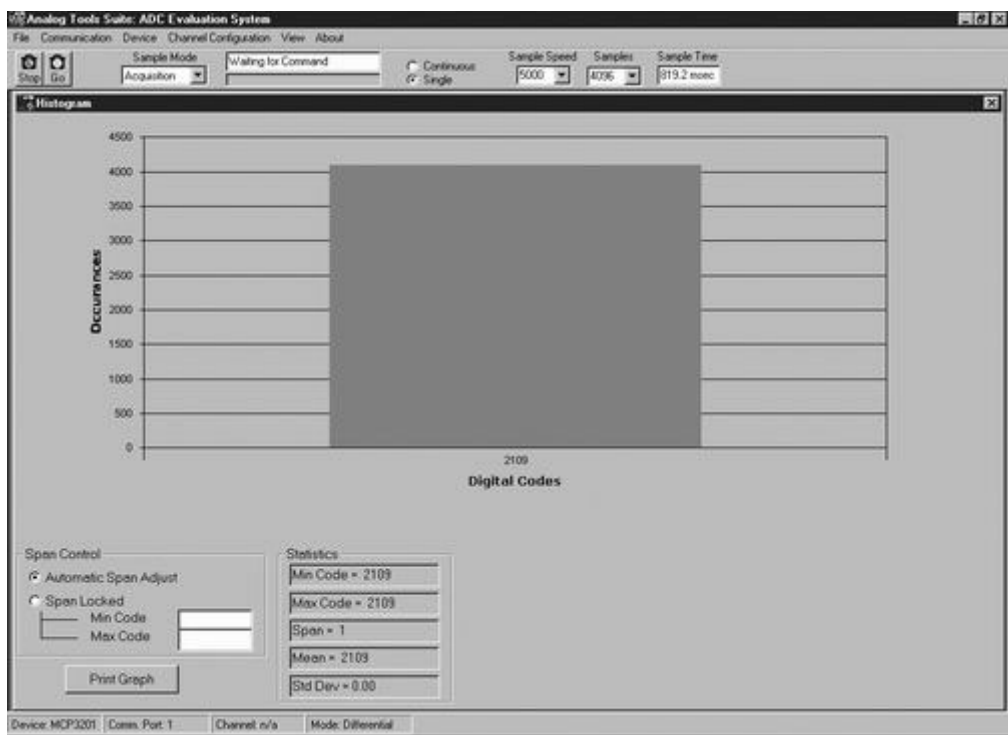 Analog Tools Suite: ADC Evaluation System
File Communication Device Channel Configuration View About
Stop Go
Sample Mode
Acquisition
Waiting for Command
Continuous
Single
Sample Speed
5000
Samples
4096
Sample Time
819.2 msec
Histogram
4500
4000
3500
3000
2500
2000
1500
1000
500
0
Occurances
2109
Digital Codes
Span Control
Automatic Span Adjust
Span Locked
Min Code
Max Code
Print Graph
Statistics
Min Code = 2109
Max Code = 2109
Span = 1
Mean = 2109
Std Dev = 0.00
Device: MCP3201 Comm. Port: 1 Channel: n/a Mode: Differential